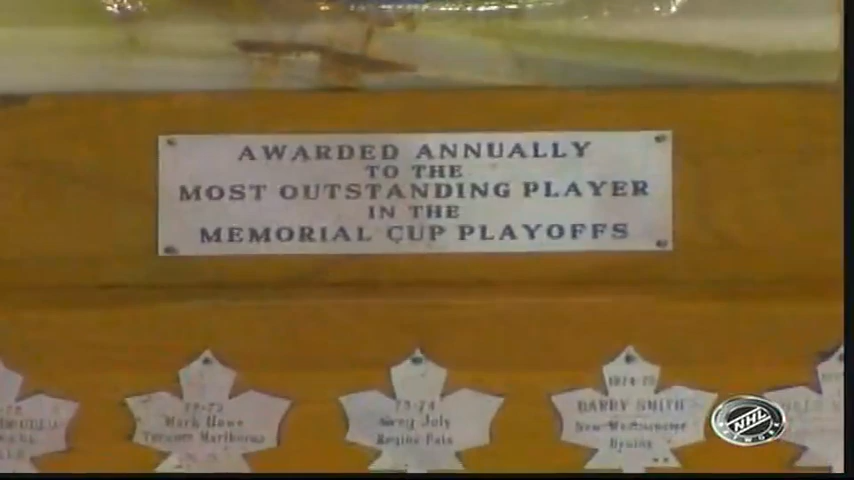 AWARDED ANNUALLY
TO THE
MOST OUTSTANDING PLAYER
IN THE
MEMORIAL CUP PLAYOFFS
72-73
Mark Howe
Toronto Marlboros
73-74
Greg Joly
Regina Pats
1974-75
BARRY SMITH
New Westminster
Bruins
NHL
NETWORK